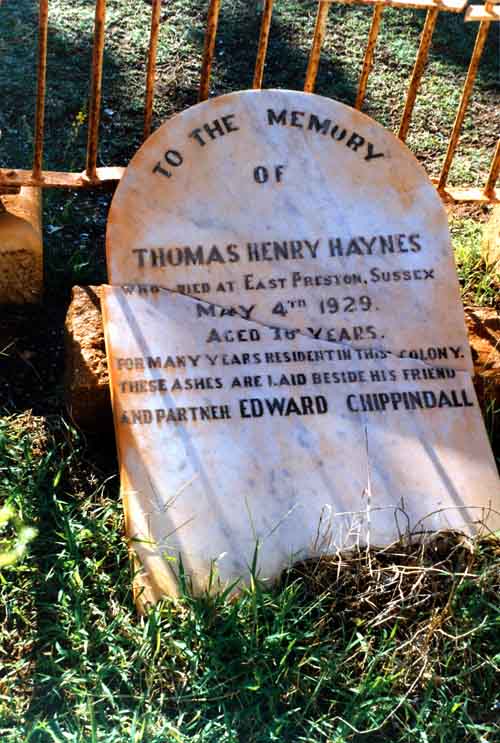 TO THE MEMORY
OF
THOMAS HENRY HAYNES
WHO DIED AT EAST PRESTON, SUSSEX
MAY 4TH 1929.
AGED YEARS.
FOR MANY YEARS RESIDENT IN THIS COLONY.
THESE ASHES ARE LAID BESIDE HIS FRIEND
AND PARTNER EDWARD CHIPPINDALL